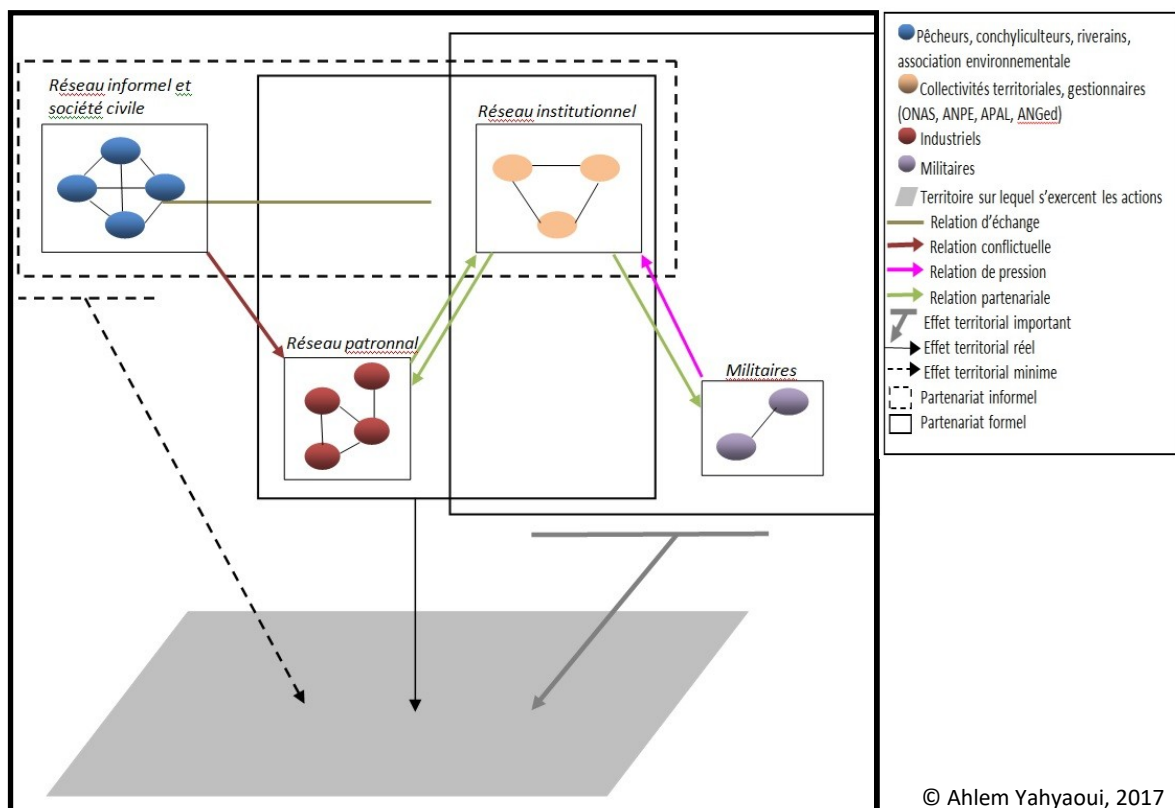 Réseau informel et
société civile
Réseau institutionnel
Réseau patronnal
Militaires
Pêcheurs, conchyliculteurs, riverains,
association environnementale
Collectivités territoriales, gestionnaires
(ONAS, ANPE, APAL, ANGed)
Industriels
Militaires
Territoire sur lequel s'exercent les actions
Relation d'échange
Relation conflictuelle
Relation de pression
Relation partenariale
Effet territorial important
Effet territorial réel
Effet territorial minime
Partenariat informel
Partenariat formel
© Ahlem Yahyaoui, 2017